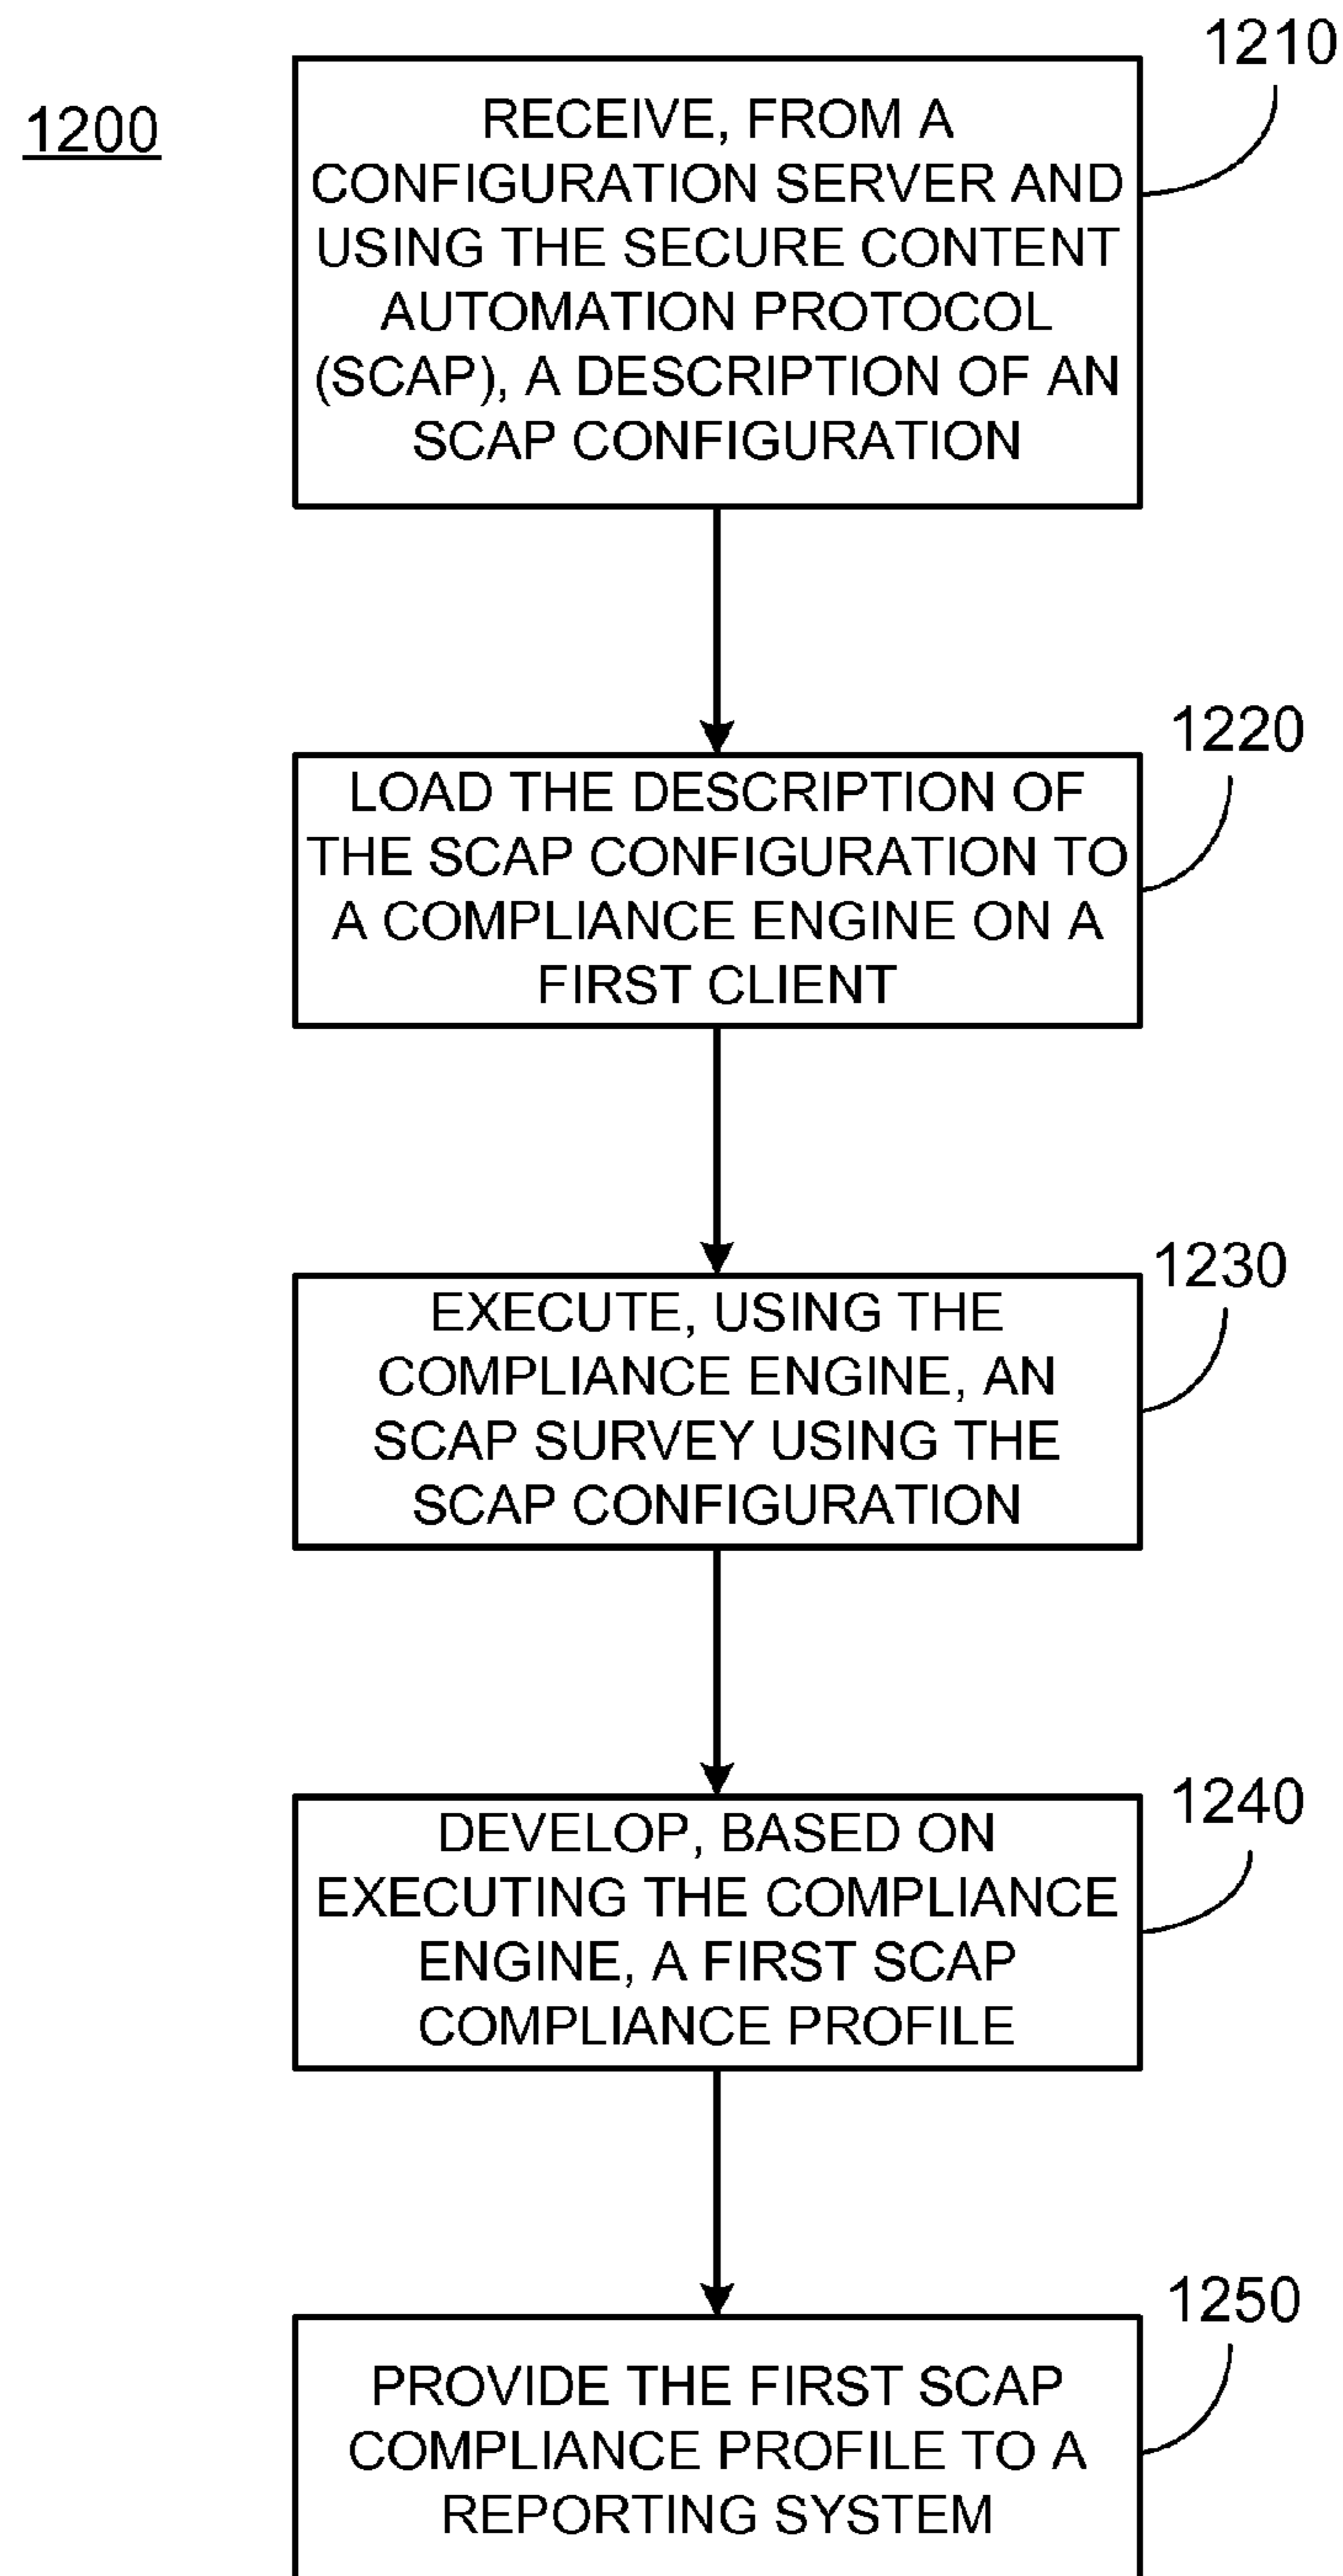 1200
1210
RECEIVE, FROM A
CONFIGURATION SERVER AND
USING THE SECURE CONTENT
AUTOMATION PROTOCOL
(SCAP), A DESCRIPTION OF AN
SCAP CONFIGURATION
1220
LOAD THE DESCRIPTION OF
THE SCAP CONFIGURATION TO
A COMPLIANCE ENGINE ON A
FIRST CLIENT
1230
EXECUTE, USING THE
COMPLIANCE ENGINE, AN
SCAP SURVEY USING THE
SCAP CONFIGURATION
1240
DEVELOP, BASED ON
EXECUTING THE COMPLIANCE
ENGINE, A FIRST SCAP
COMPLIANCE PROFILE
1250
PROVIDE THE FIRST SCAP
COMPLIANCE PROFILE TO A
REPORTING SYSTEM